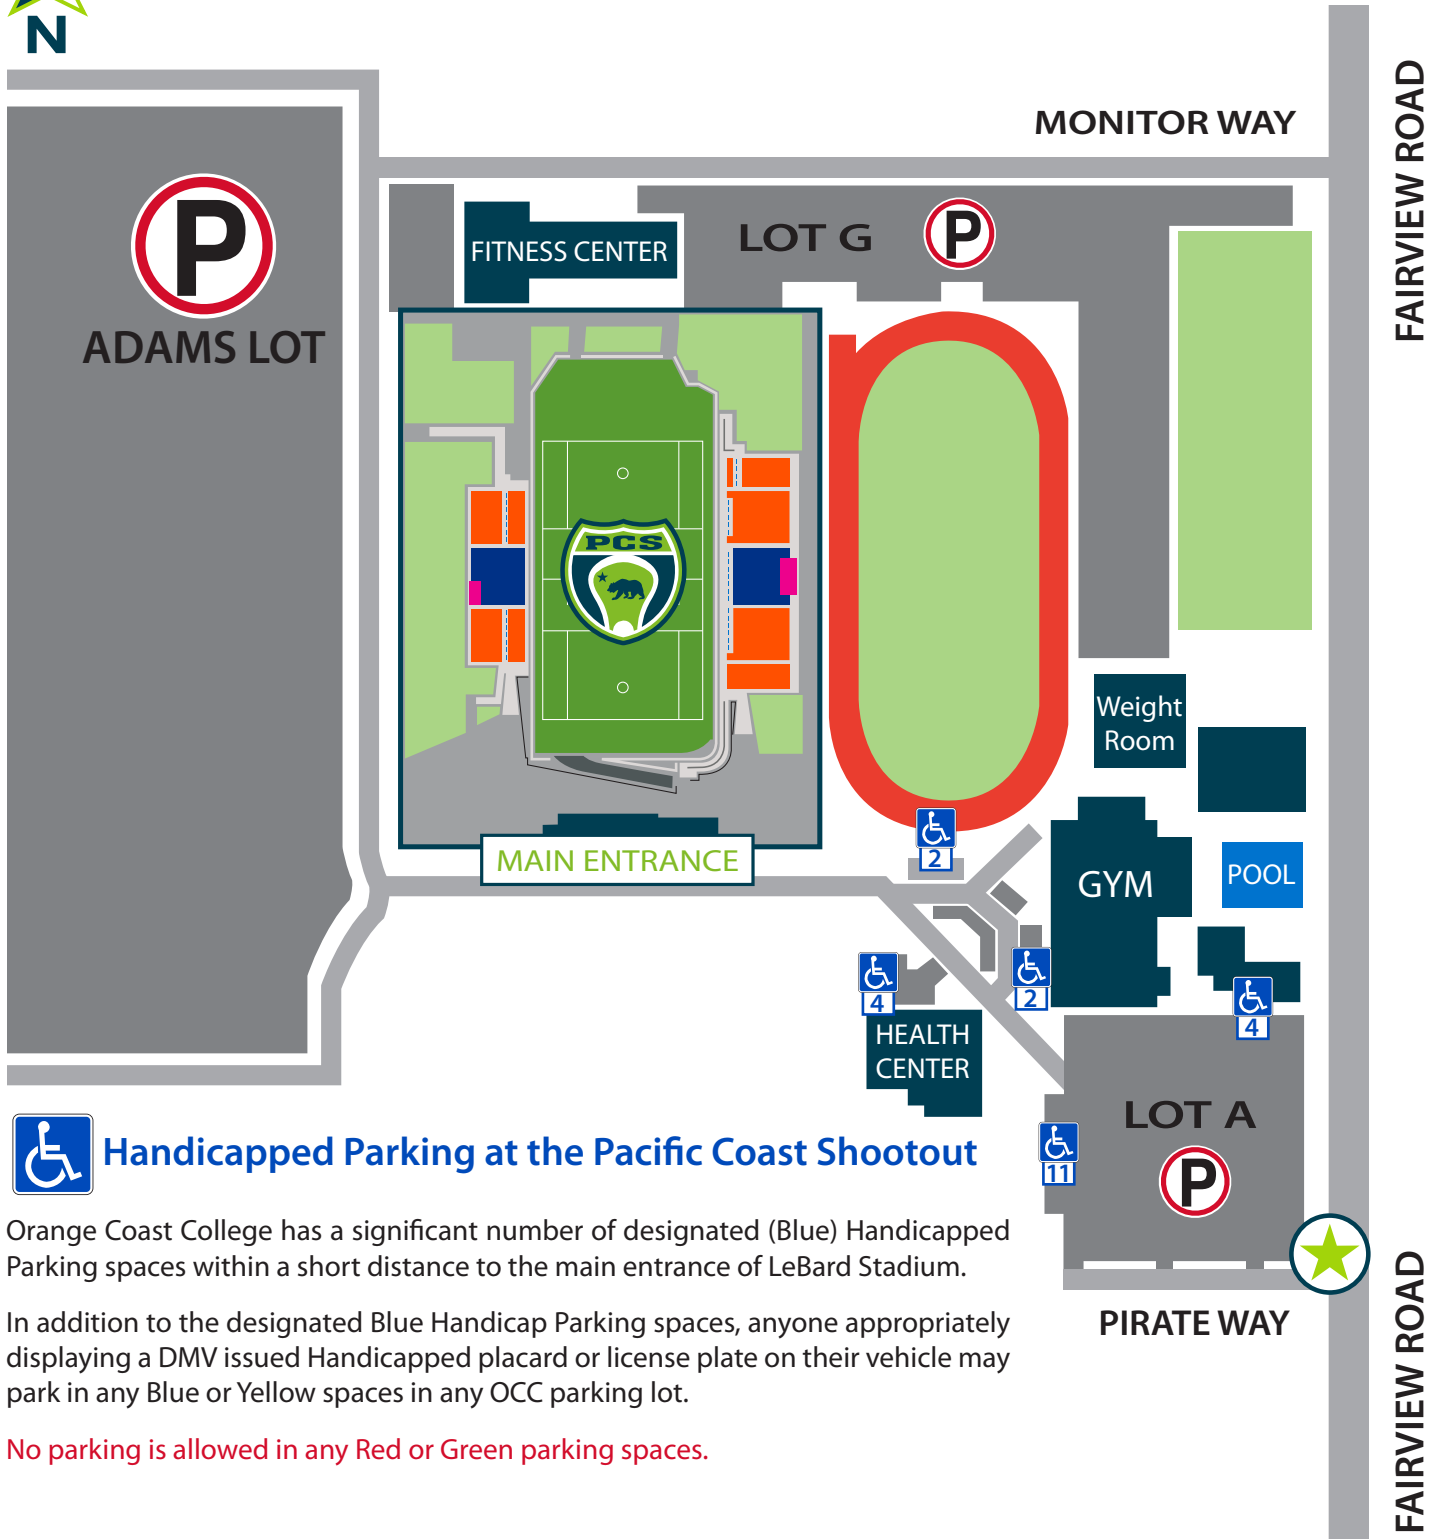 N
MONITOR WAY
FAIRVIEW ROAD
P
ADAMS LOT
FITNESS CENTER
LOT G
P
PCS
Weight
Room
MAIN ENTRANCE
2
GYM
POOL
4
2
4
HEALTH
CENTER
LOT A
11
P
Handicapped Parking at the Pacific Coast Shootout
Orange Coast College has a significant number of designated (Blue) Handicapped
Parking spaces within a short distance to the main entrance of LeBard Stadium.
In addition to the designated Blue Handicap Parking spaces, anyone appropriately
displaying a DMV issued Handicapped placard or license plate on their vehicle may
park in any Blue or Yellow spaces in any OCC parking lot.
No parking is allowed in any Red or Green parking spaces.
PIRATE WAY
FAIRVIEW ROAD